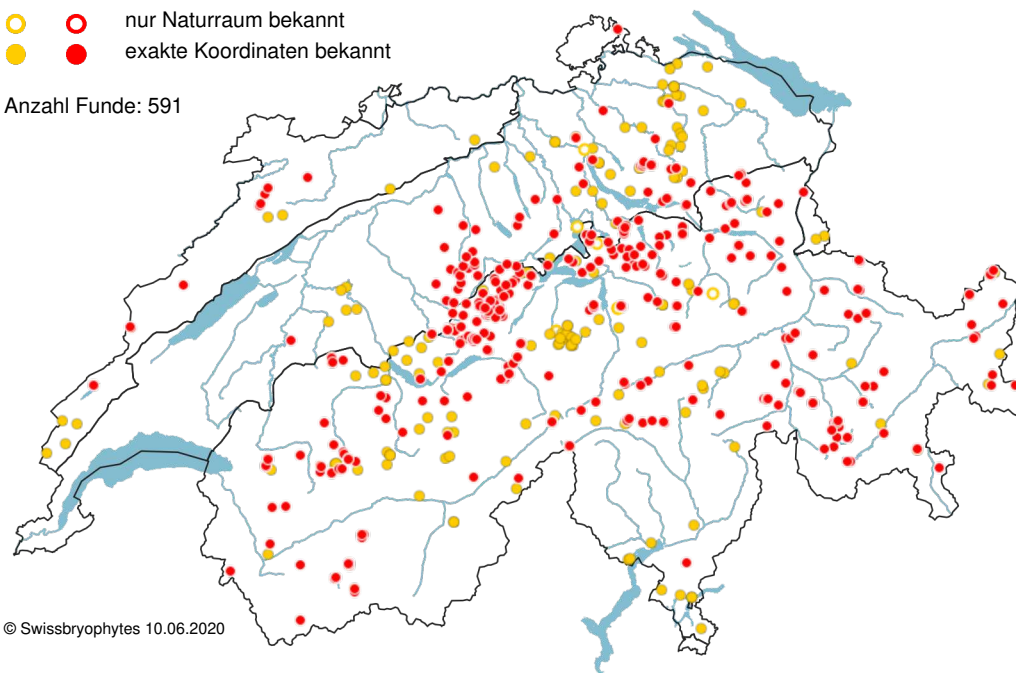 nur Naturraum bekannt
exakte Koordinaten bekannt
Anzahl Funde: 591
© Swissbryophytes 10.06.2020